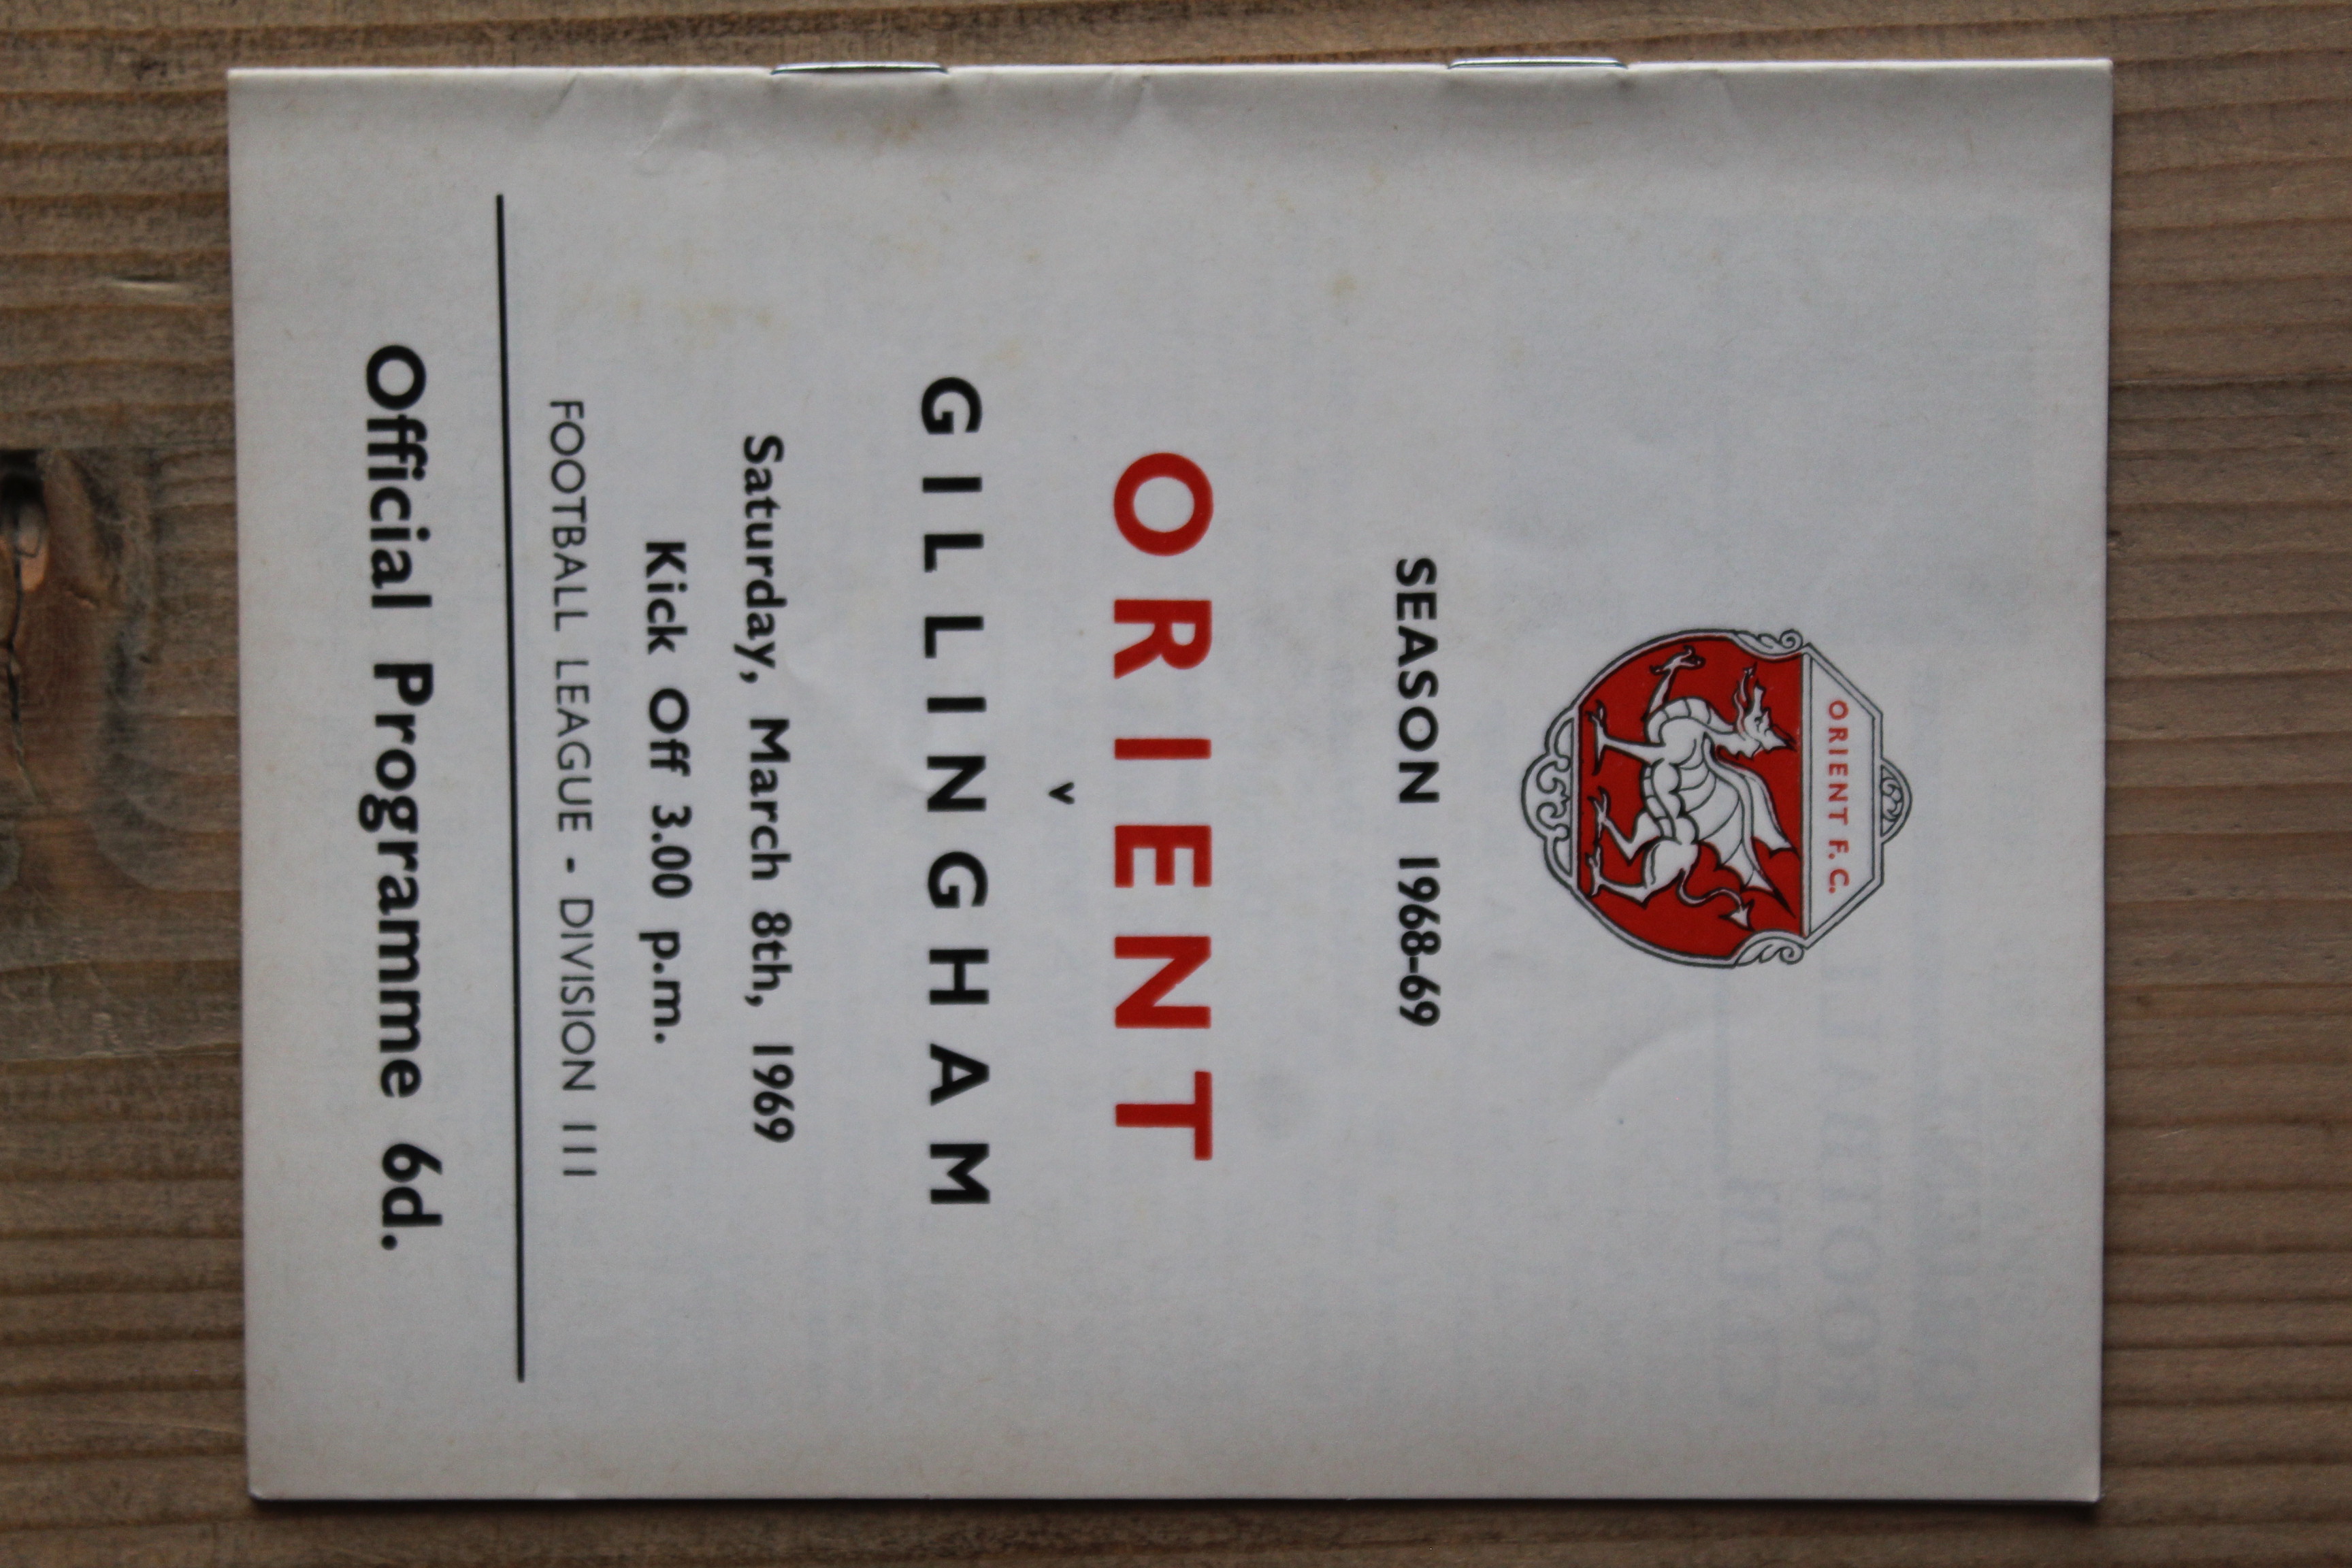 ORIENT F.C.
SEASON 1968-69
ORIENT
v
GILLINGHAM
Saturday, March 8th, 1969
Kick Off 3.00 p.m.
FOOTBALL LEAGUE - DIVISION III
Official Programme 6d.